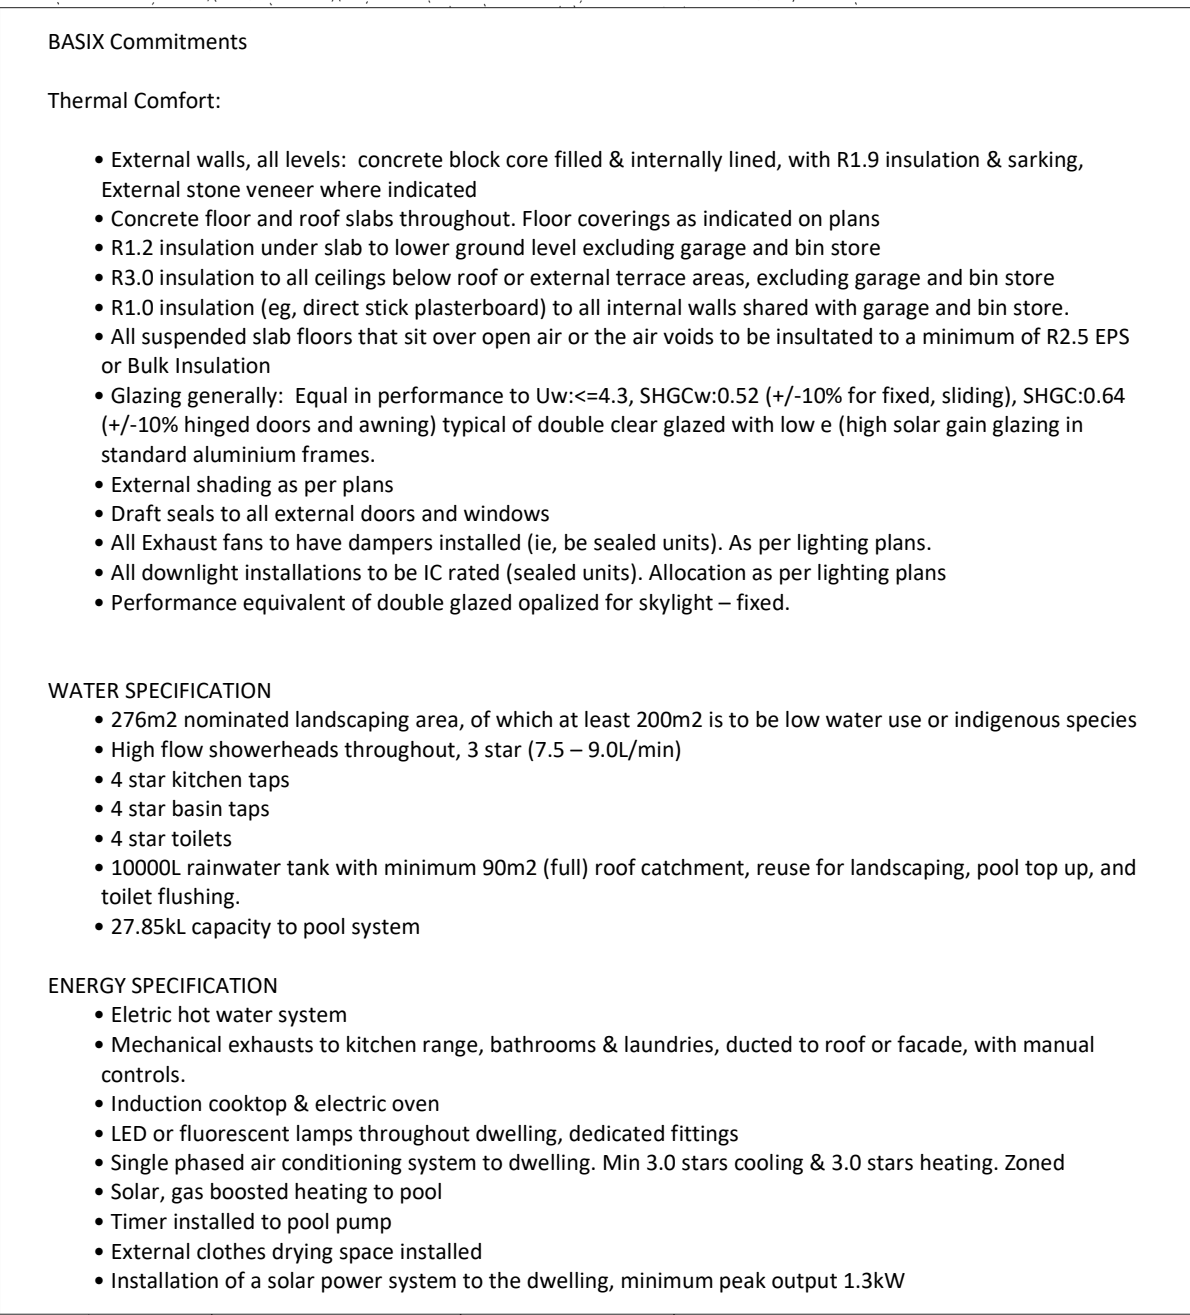 BASIX Commitments
Thermal Comfort:
• External walls, all levels:  concrete block core filled & internally lined, with R1.9 insulation & sarking,
External stone veneer where indicated
• Concrete floor and roof slabs throughout. Floor coverings as indicated on plans
• R1.2 insulation under slab to lower ground level excluding garage and bin store
• R3.0 insulation to all ceilings below roof or external terrace areas, excluding garage and bin store
• R1.0 insulation (eg, direct stick plasterboard) to all internal walls shared with garage and bin store.
• All suspended slab floors that sit over open air or the air voids to be insultated to a minimum of R2.5 EPS
or Bulk Insulation
• Glazing generally:  Equal in performance to Uw:<=4.3, SHGCw:0.52 (+/-10% for fixed, sliding), SHGC:0.64
(+/-10% hinged doors and awning) typical of double clear glazed with low e (high solar gain glazing in
standard aluminium frames.
• External shading as per plans
• Draft seals to all external doors and windows
• All Exhaust fans to have dampers installed (ie, be sealed units). As per lighting plans.
• All downlight installations to be IC rated (sealed units). Allocation as per lighting plans
• Performance equivalent of double glazed opalized for skylight – fixed.
WATER SPECIFICATION
• 276m2 nominated landscaping area, of which at least 200m2 is to be low water use or indigenous species
• High flow showerheads throughout, 3 star (7.5 – 9.0L/min)
• 4 star kitchen taps
• 4 star basin taps
• 4 star toilets
• 10000L rainwater tank with minimum 90m2 (full) roof catchment, reuse for landscaping, pool top up, and
toilet flushing.
• 27.85kL capacity to pool system
ENERGY SPECIFICATION
• Eletric hot water system
• Mechanical exhausts to kitchen range, bathrooms & laundries, ducted to roof or facade, with manual
controls.
• Induction cooktop & electric oven
• LED or fluorescent lamps throughout dwelling, dedicated fittings
• Single phased air conditioning system to dwelling. Min 3.0 stars cooling & 3.0 stars heating. Zoned
• Solar, gas boosted heating to pool
• Timer installed to pool pump
• External clothes drying space installed
• Installation of a solar power system to the dwelling, minimum peak output 1.3kW